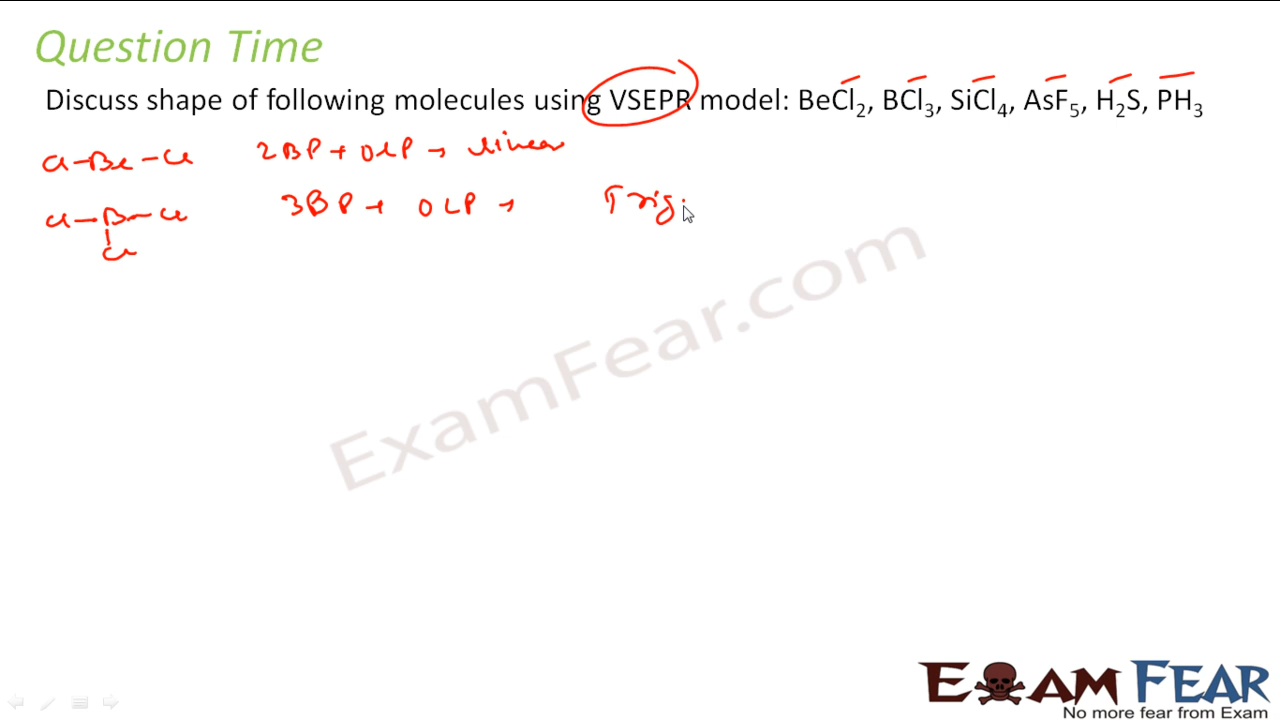 Question Time
Discuss shape of following molecules using VSEPR model: BeCl₂, BCl₃, SiCl₄, AsF₅, H₂S, PH₃
Cl-Be-Cl 2BP + 0LP → linear
Cl-B-Cl 3BP + 0LP → Trig
Cl
ExamFear.com
EXAM FEAR
No more fear from Exam